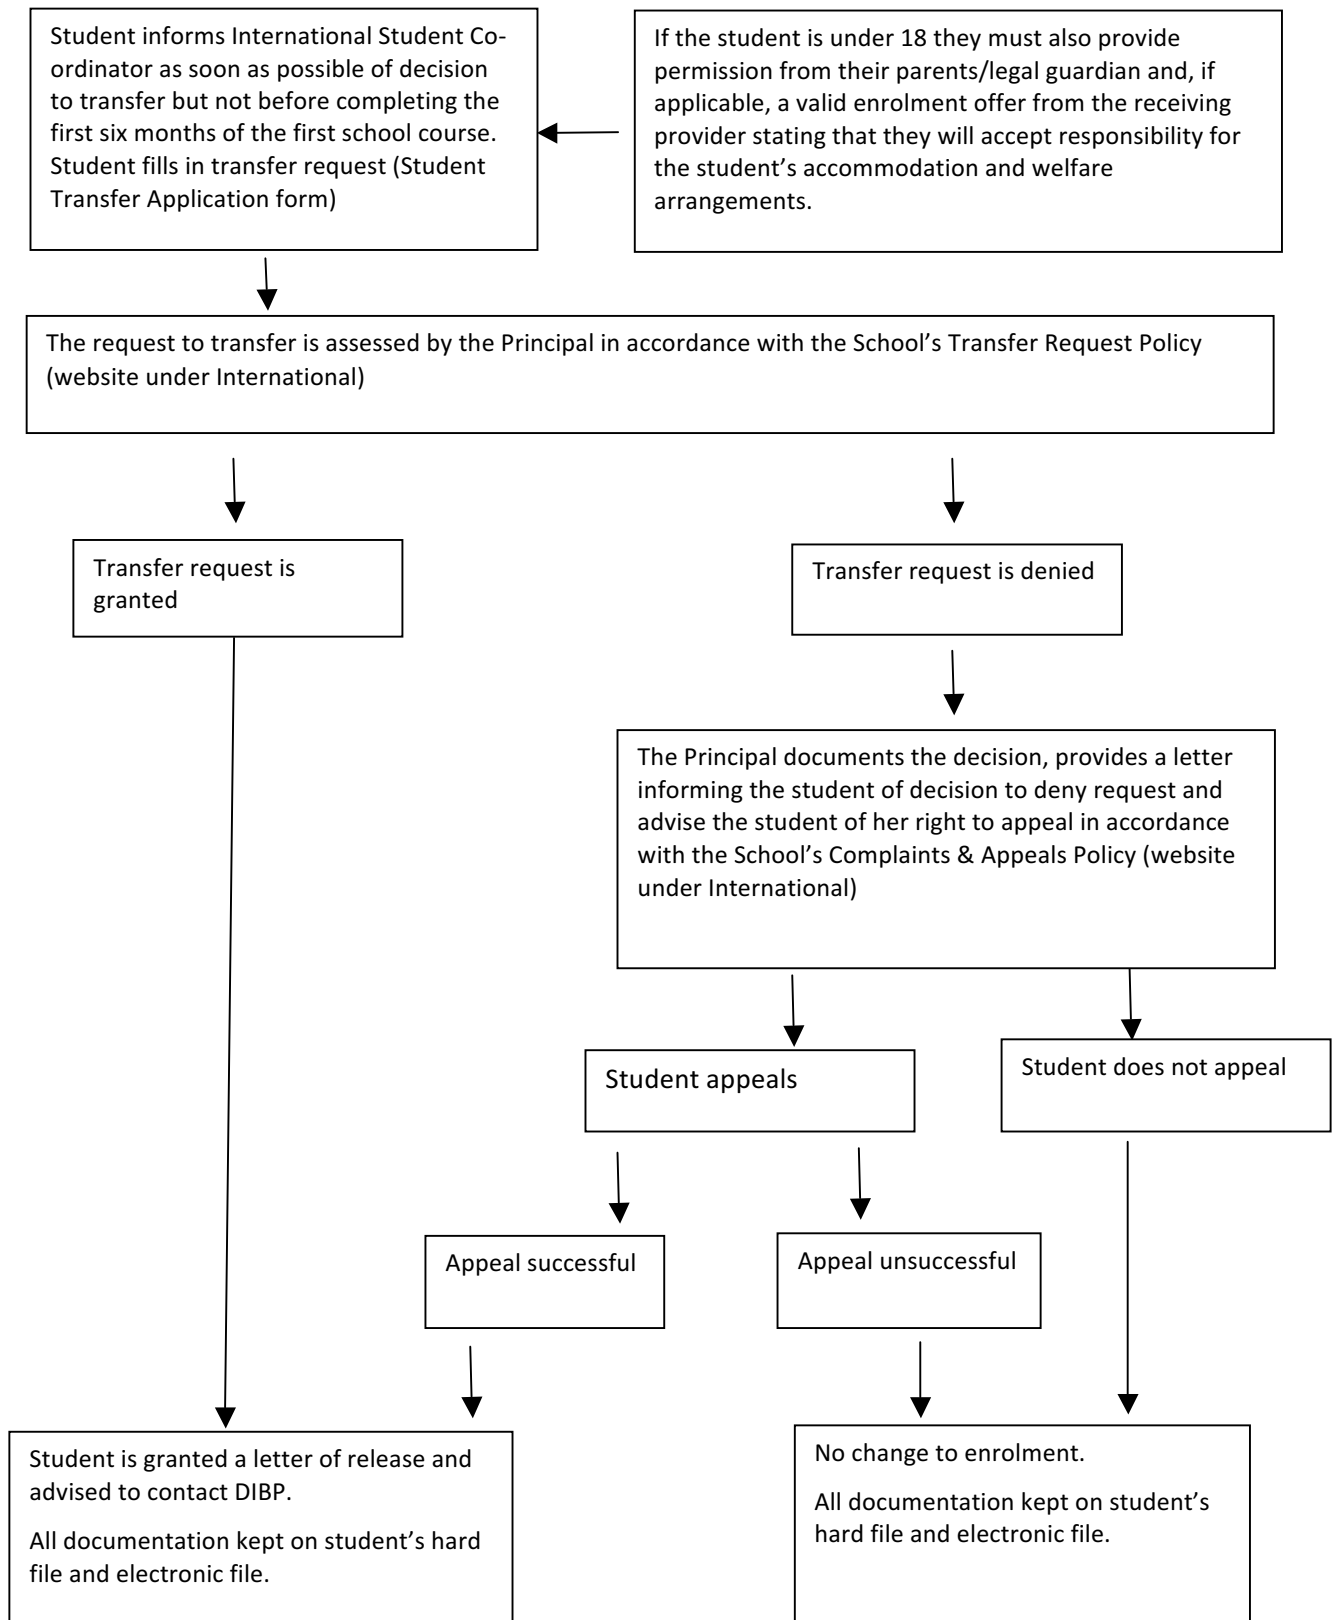 Student informs International Student Co-
ordinator as soon as possible of decision
to transfer but not before completing the
first six months of the first school course.
Student fills in transfer request (Student
Transfer Application form)
If the student is under 18 they must also provide
permission from their parents/legal guardian and, if
applicable, a valid enrolment offer from the receiving
provider stating that they will accept responsibility for
the student’s accommodation and welfare
arrangements.
The request to transfer is assessed by the Principal in accordance with the School’s Transfer Request Policy
(website under International)
Transfer request is
granted
Transfer request is denied
The Principal documents the decision, provides a letter
informing the student of decision to deny request and
advise the student of her right to appeal in accordance
with the School’s Complaints & Appeals Policy (website
under International)
Student appeals
Student does not appeal
Appeal successful
Appeal unsuccessful
Student is granted a letter of release and
advised to contact DIBP.
All documentation kept on student’s hard
file and electronic file.
No change to enrolment.
All documentation kept on student’s
hard file and electronic file.